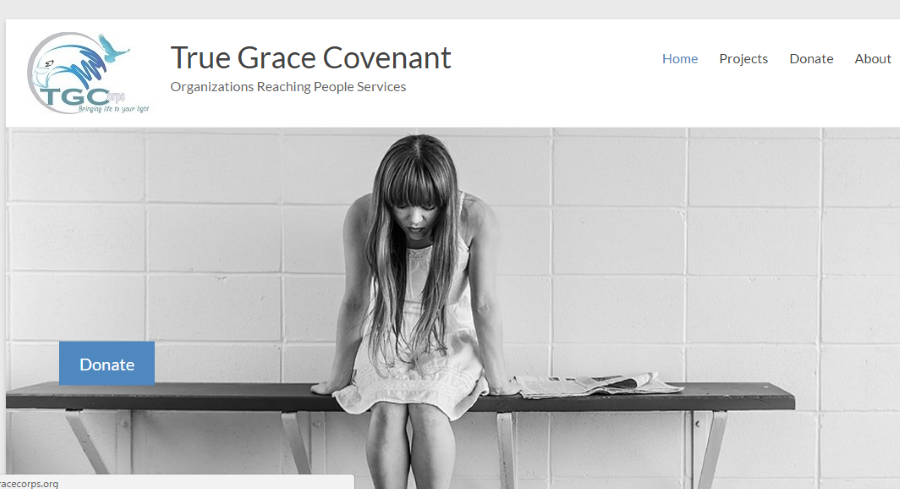 True Grace Covenant
Organizations Reaching People Services
Home Projects Donate About
TGCorps
Bringing life to your light
Donate
racecorps.org